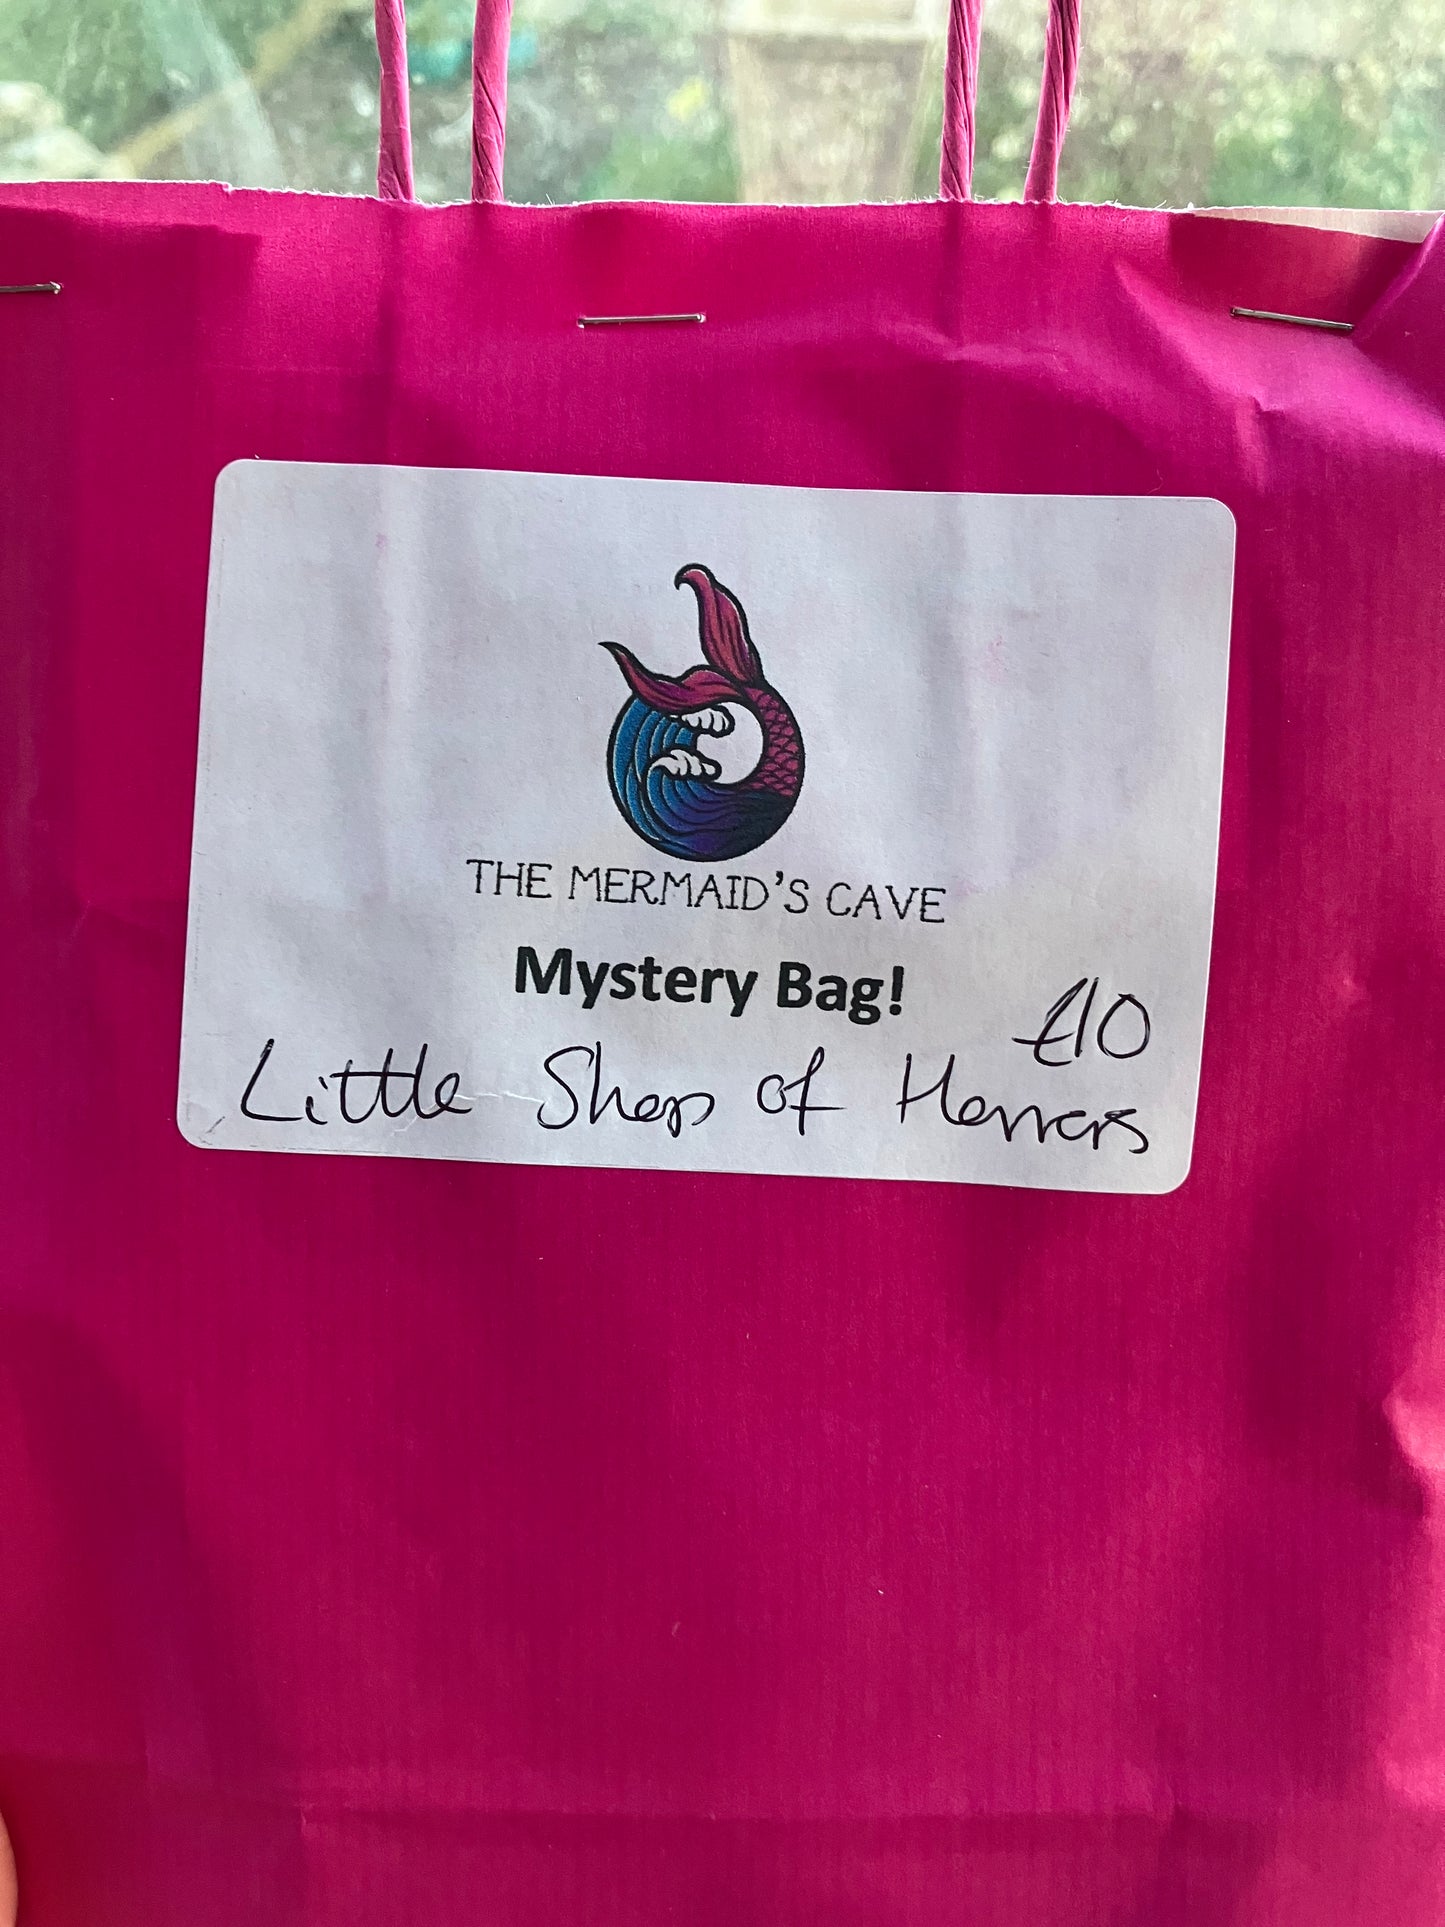 THE MERMAID'S CAVE
Mystery Bag!
£10
Little Shop of Horrors